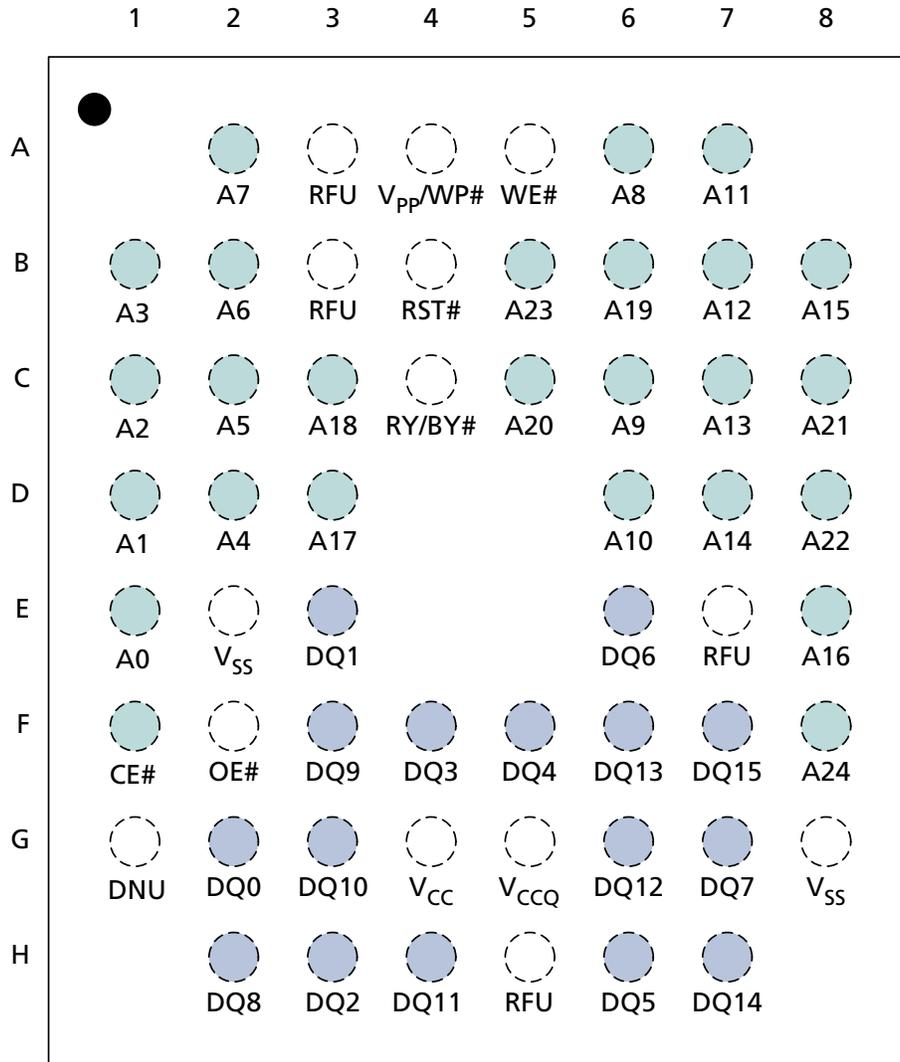 1 2 3 4 5 6 7 8
A
A7 RFU VPP/WP# WE# A8 A11
B
A3 A6 RFU RST# A23 A19 A12 A15
C
A2 A5 A18 RY/BY# A20 A9 A13 A21
D
A1 A4 A17 A10 A14 A22
E
A0 VSS DQ1 DQ6 RFU A16
F
CE# OE# DQ9 DQ3 DQ4 DQ13 DQ15 A24
G
DNU DQ0 DQ10 VCC VCCQ DQ12 DQ7 VSS
H
DQ8 DQ2 DQ11 RFU DQ5 DQ14